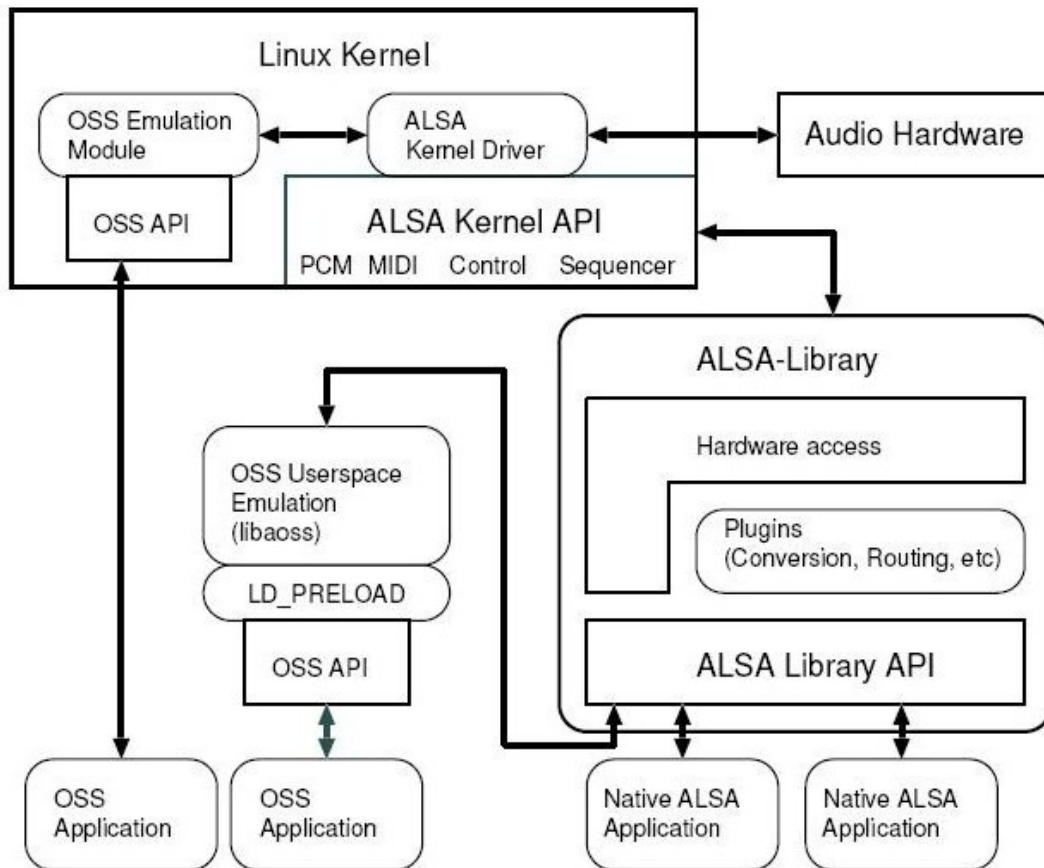 Linux Kernel
OSS Emulation
Module
ALSA
Kernel Driver
Audio Hardware
OSS API
ALSA Kernel API
PCM MIDI Control Sequencer
ALSA-Library
Hardware access
OSS Userspace
Emulation
(libaoss)
Plugins
(Conversion, Routing, etc)
LD_PRELOAD
OSS API
ALSA Library API
OSS
Application
OSS
Application
Native ALSA
Application
Native ALSA
Application